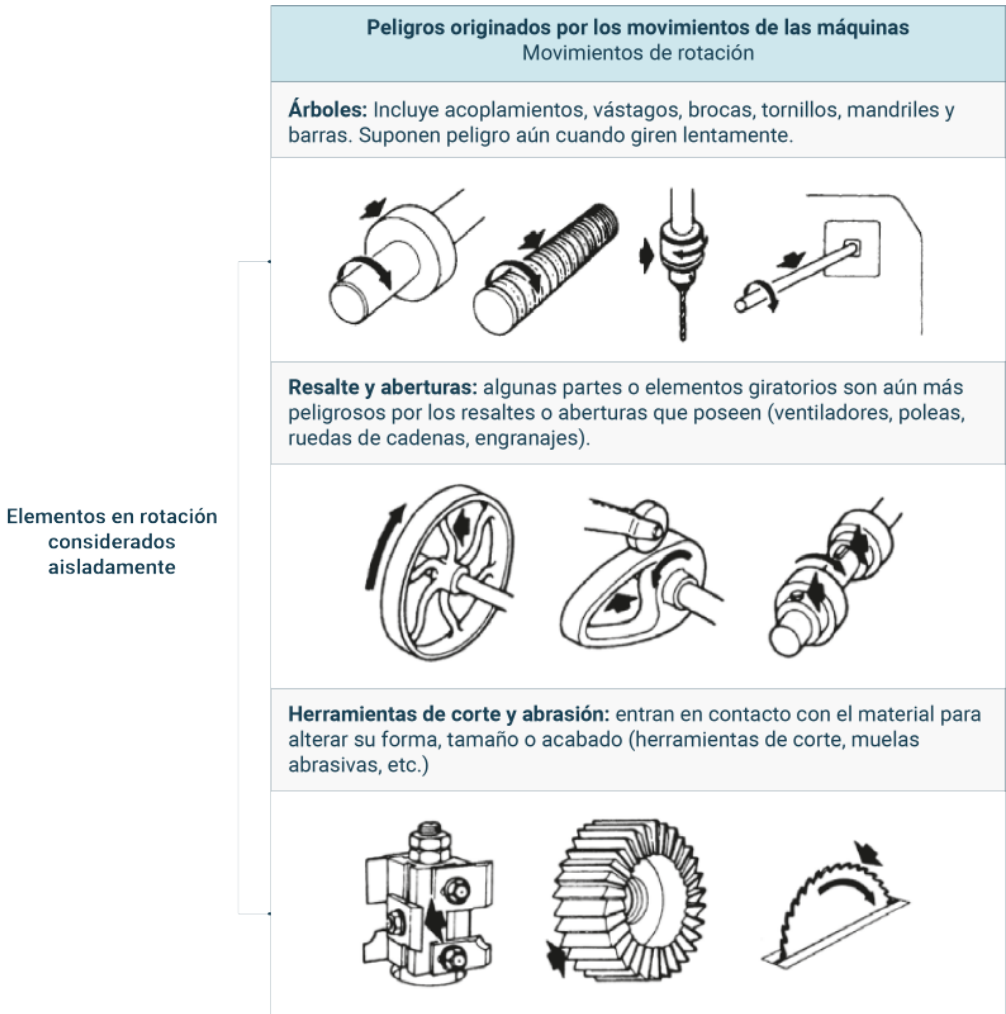 Peligros originados por los movimientos de las máquinas
Movimientos de rotación
Árboles: Incluye acoplamientos, vástagos, brocas, tornillos, mandriles y
barras. Suponen peligro aún cuando giren lentamente.
Resalte y aberturas: algunas partes o elementos giratorios son aún más
peligrosos por los resaltes o aberturas que poseen (ventiladores, poleas,
ruedas de cadenas, engranajes).
Elementos en rotación
considerados
aisladamente
Herramientas de corte y abrasión: entran en contacto con el material para
alterar su forma, tamaño o acabado (herramientas de corte, muelas
abrasivas, etc.)